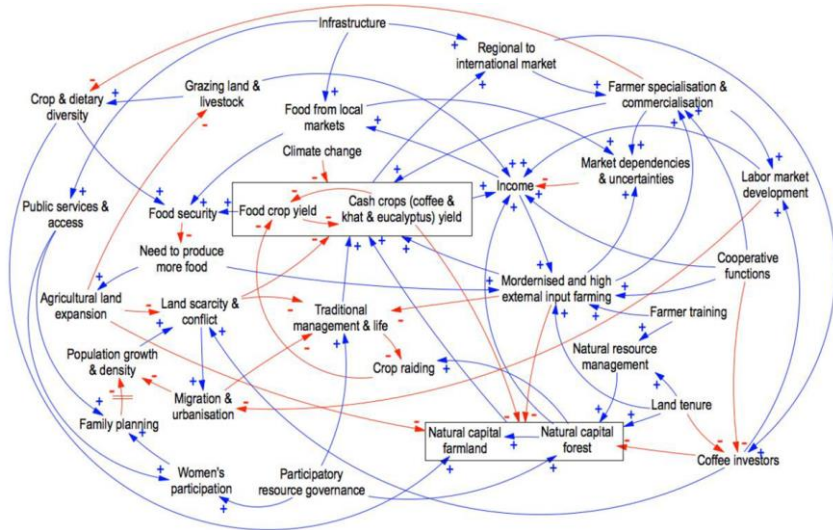 Infrastructure
Regional to
international market
Crop & dietary
diversity
Grazing land &
livestock
Farmer specialisation &
commercialisation
Food from local
markets
Climate change
Market dependencies
& uncertainties
Labor market
development
Public services &
access
Food security
Food crop yield
Cash crops (coffee &
khat & eucalyptus) yield
Income
Need to produce
more food
Cooperative
functions
Agricultural land
expansion
Land scarcity &
conflict
Traditional
management & life
Mordernised and high
external input farming
Farmer training
Population growth
& density
Crop raiding
Natural resource
management
Migration &
urbanisation
Land tenure
Family planning
Natural capital
farmland
Natural capital
forest
Coffee investors
Women's
participation
Participatory
resource governance